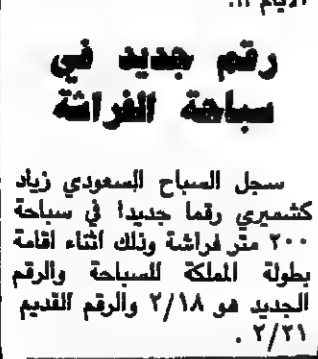 الايام !!.
رقم جديد في
سباحة الفراشة
سجل السباح السعودي زياد
كشميري رقما جديدا في سباحة
٢٠٠ متر فراشة وذلك اثناء اقامة
بطولة المملكة للسباحة والرقم
الجديد هو ٢/١٨ والرقم القديم
٢/٢١ .